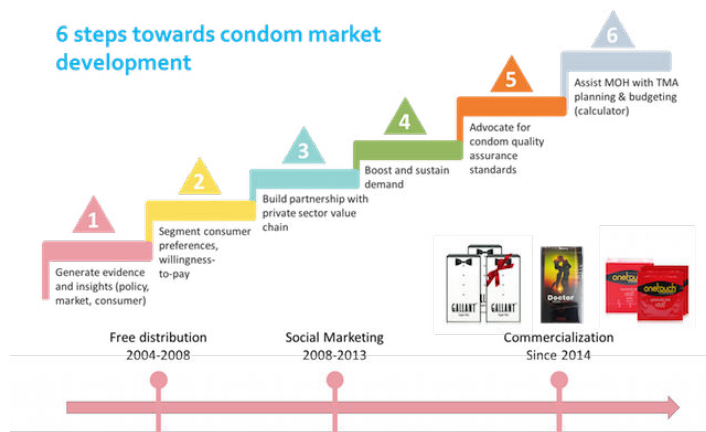 6 steps towards condom market
development
1
Generate evidence
and insights (policy,
market, consumer)
2
Segment consumer
preferences,
willingness-
to-pay
3
Build partnership with
private sector value
chain
4
Boost and sustain
demand
5
Advocate for
condom quality
assurance
standards
6
Assist MOH with TMA
planning & budgeting
(calculator)
GALLANT
GALLANT
Doctor
onetouch
onetouch
Free distribution
2004-2008
Social Marketing
2008-2013
Commercialization
Since 2014